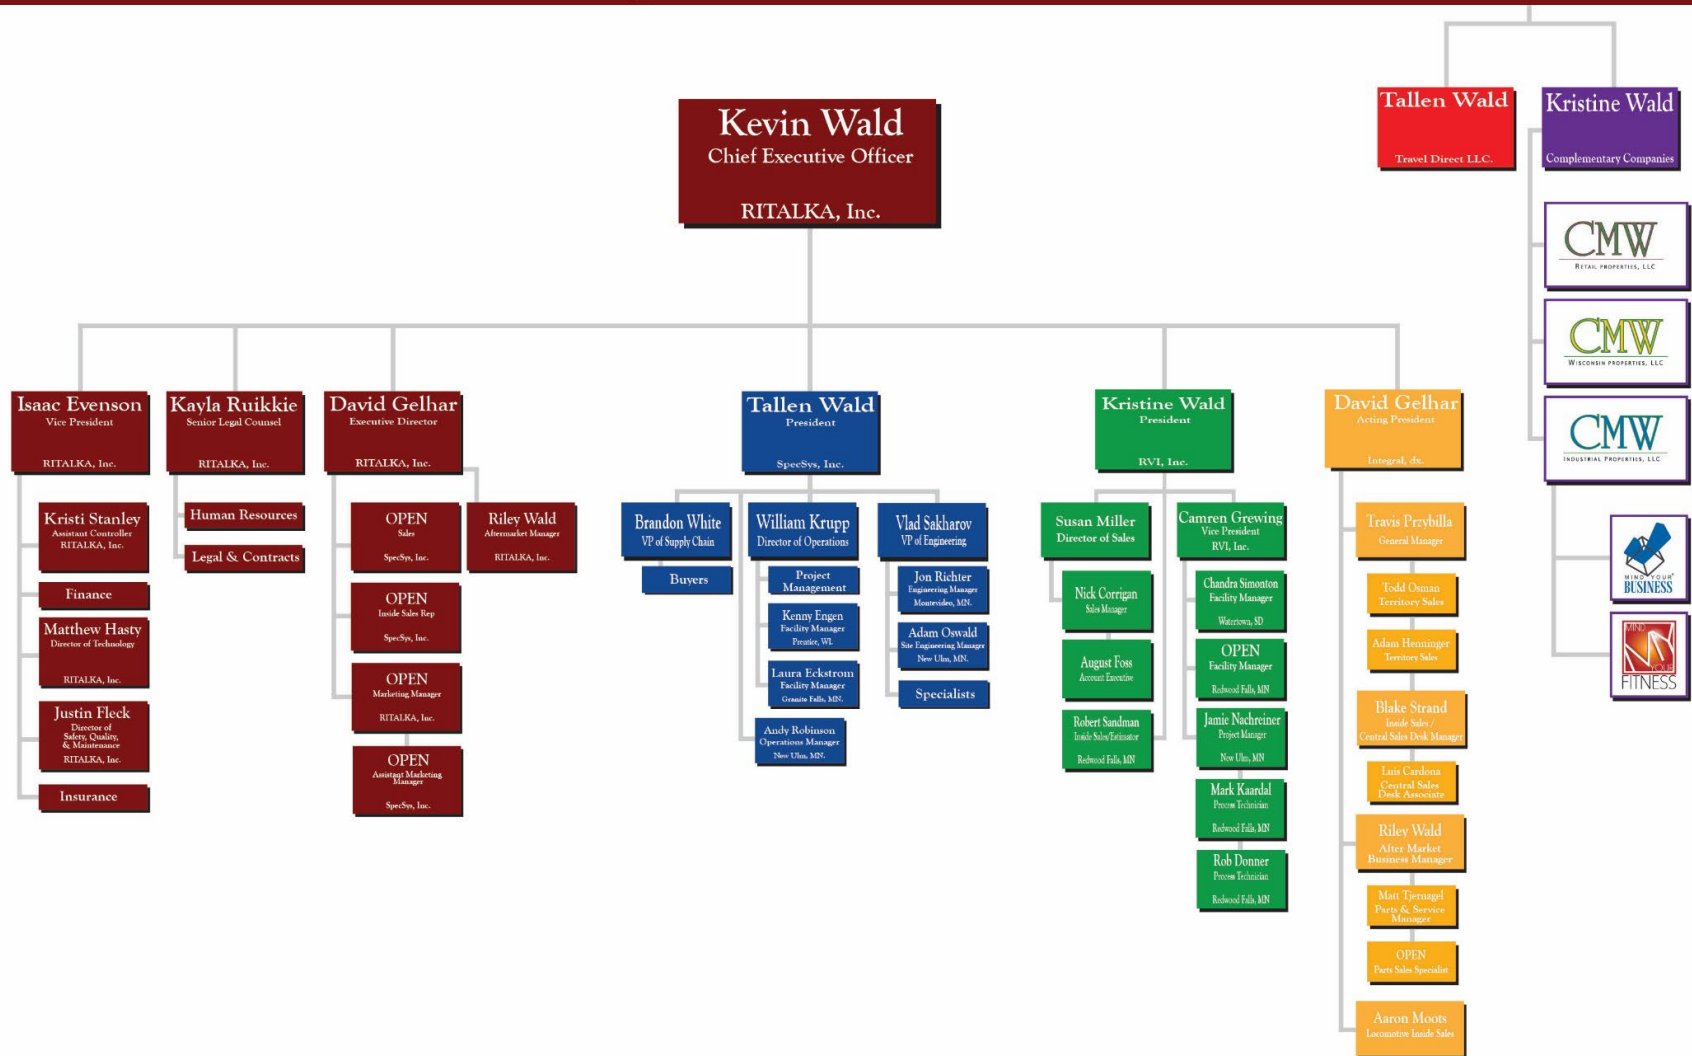 Kevin Wald
Chief Executive Officer
RITALKA, Inc.
Tallen Wald
Travel Direct LLC.
Kristine Wald
Complementary Companies
CMW
RETAIL PROPERTIES, LLC
CMW
WISCONSIN PROPERTIES, LLC
CMW
INDUSTRIAL PROPERTIES, LLC
MIND YOUR
BUSINESS
MIND
YOUR
FITNESS
Isaac Evenson
Vice President
RITALKA, Inc.
Kristi Stanley
Assistant Controller
RITALKA, Inc.
Finance
Matthew Hasty
Director of Technology
RITALKA, Inc.
Justin Fleck
Director of
Safety, Quality,
& Maintenance
RITALKA, Inc.
Insurance
Kayla Ruikkie
Senior Legal Counsel
RITALKA, Inc.
Human Resources
Legal & Contracts
David Gelhar
Executive Director
RITALKA, Inc.
OPEN
Sales
SpecSys, Inc.
OPEN
Inside Sales Rep
SpecSys, Inc.
OPEN
Marketing Manager
RITALKA, Inc.
OPEN
Assistant Marketing
Manager
SpecSys, Inc.
Riley Wald
Aftermarket Manager
RITALKA, Inc.
Tallen Wald
President
SpecSys, Inc.
Brandon White
VP of Supply Chain
Buyers
William Krupp
Director of Operations
Project
Management
Kenny Engen
Facility Manager
Prentice, WI.
Laura Eckstrom
Facility Manager
Granite Falls, MN.
Andy Robinson
Operations Manager
New Ulm, MN.
Vlad Sakharov
VP of Engineering
Jon Richter
Engineering Manager
Montevideo, MN.
Adam Oswald
Site Engineering Manager
New Ulm, MN.
Specialists
Kristine Wald
President
RVI, Inc.
Susan Miller
Director of Sales
Nick Corrigan
Sales Manager
August Foss
Account Executive
Robert Sandman
Inside Sales/Estimator
Redwood Falls, MN
Camren Grewing
Vice President
RVI, Inc.
Chandra Simonton
Facility Manager
Watertown, SD
OPEN
Facility Manager
Redwood Falls, MN
Jamie Nachreiner
Project Manager
New Ulm, MN
Mark Kaardal
Process Technician
Redwood Falls, MN
Rob Donner
Process Technician
Redwood Falls, MN
David Gelhar
Acting President
Integral, dx.
Travis Przybilla
General Manager
Todd Osman
Territory Sales
Adam Henninger
Territory Sales
Blake Strand
Inside Sales /
Central Sales Desk Manager
Luis Cardona
Central Sales
Desk Associate
Riley Wald
After Market
Business Manager
Matt Tjernagel
Parts & Service
Manager
OPEN
Parts Sales Specialist
Aaron Moots
Locomotive Inside Sales